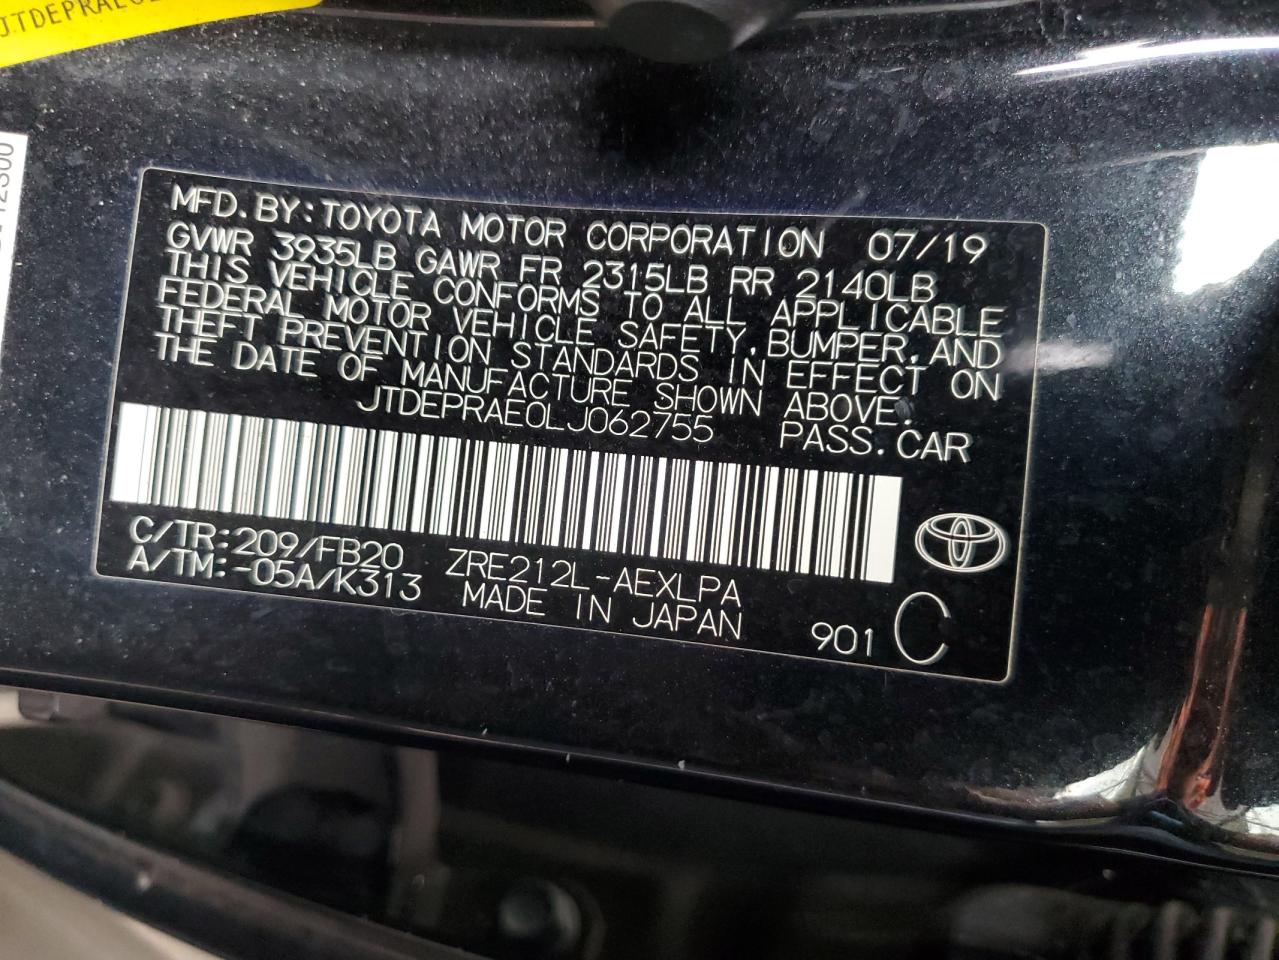 JTDEPRAE
MFD. BY: TOYOTA MOTOR CORPORATION 07/19
GVWR 3935LB GAWR FR 2315LB RR 2140LB
THIS VEHICLE CONFORMS TO ALL APPLICABLE
FEDERAL MOTOR VEHICLE SAFETY, BUMPER, AND
THEFT PREVENTION STANDARDS IN EFFECT ON
THE DATE OF MANUFACTURE SHOWN ABOVE.
JTDEPRAE0LJ062755 PASS. CAR
C/TR: 209/FB20 ZRE212L-AEXLPA
A/TM: -05A/K313 MADE IN JAPAN 901 C